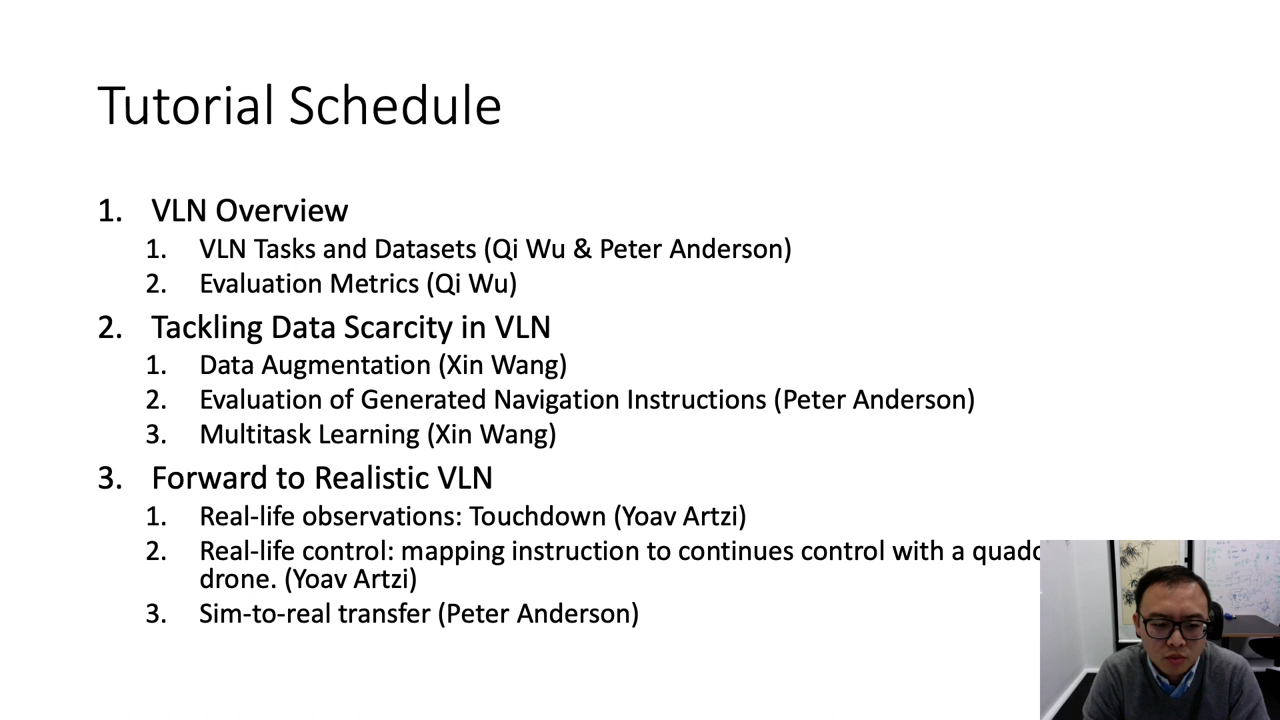 Tutorial Schedule
1. VLN Overview
1. VLN Tasks and Datasets (Qi Wu & Peter Anderson)
2. Evaluation Metrics (Qi Wu)
2. Tackling Data Scarcity in VLN
1. Data Augmentation (Xin Wang)
2. Evaluation of Generated Navigation Instructions (Peter Anderson)
3. Multitask Learning (Xin Wang)
3. Forward to Realistic VLN
1. Real-life observations: Touchdown (Yoav Artzi)
2. Real-life control: mapping instruction to continues control with a
drone. (Yoav Artzi)
3. Sim-to-real transfer (Peter Anderson)